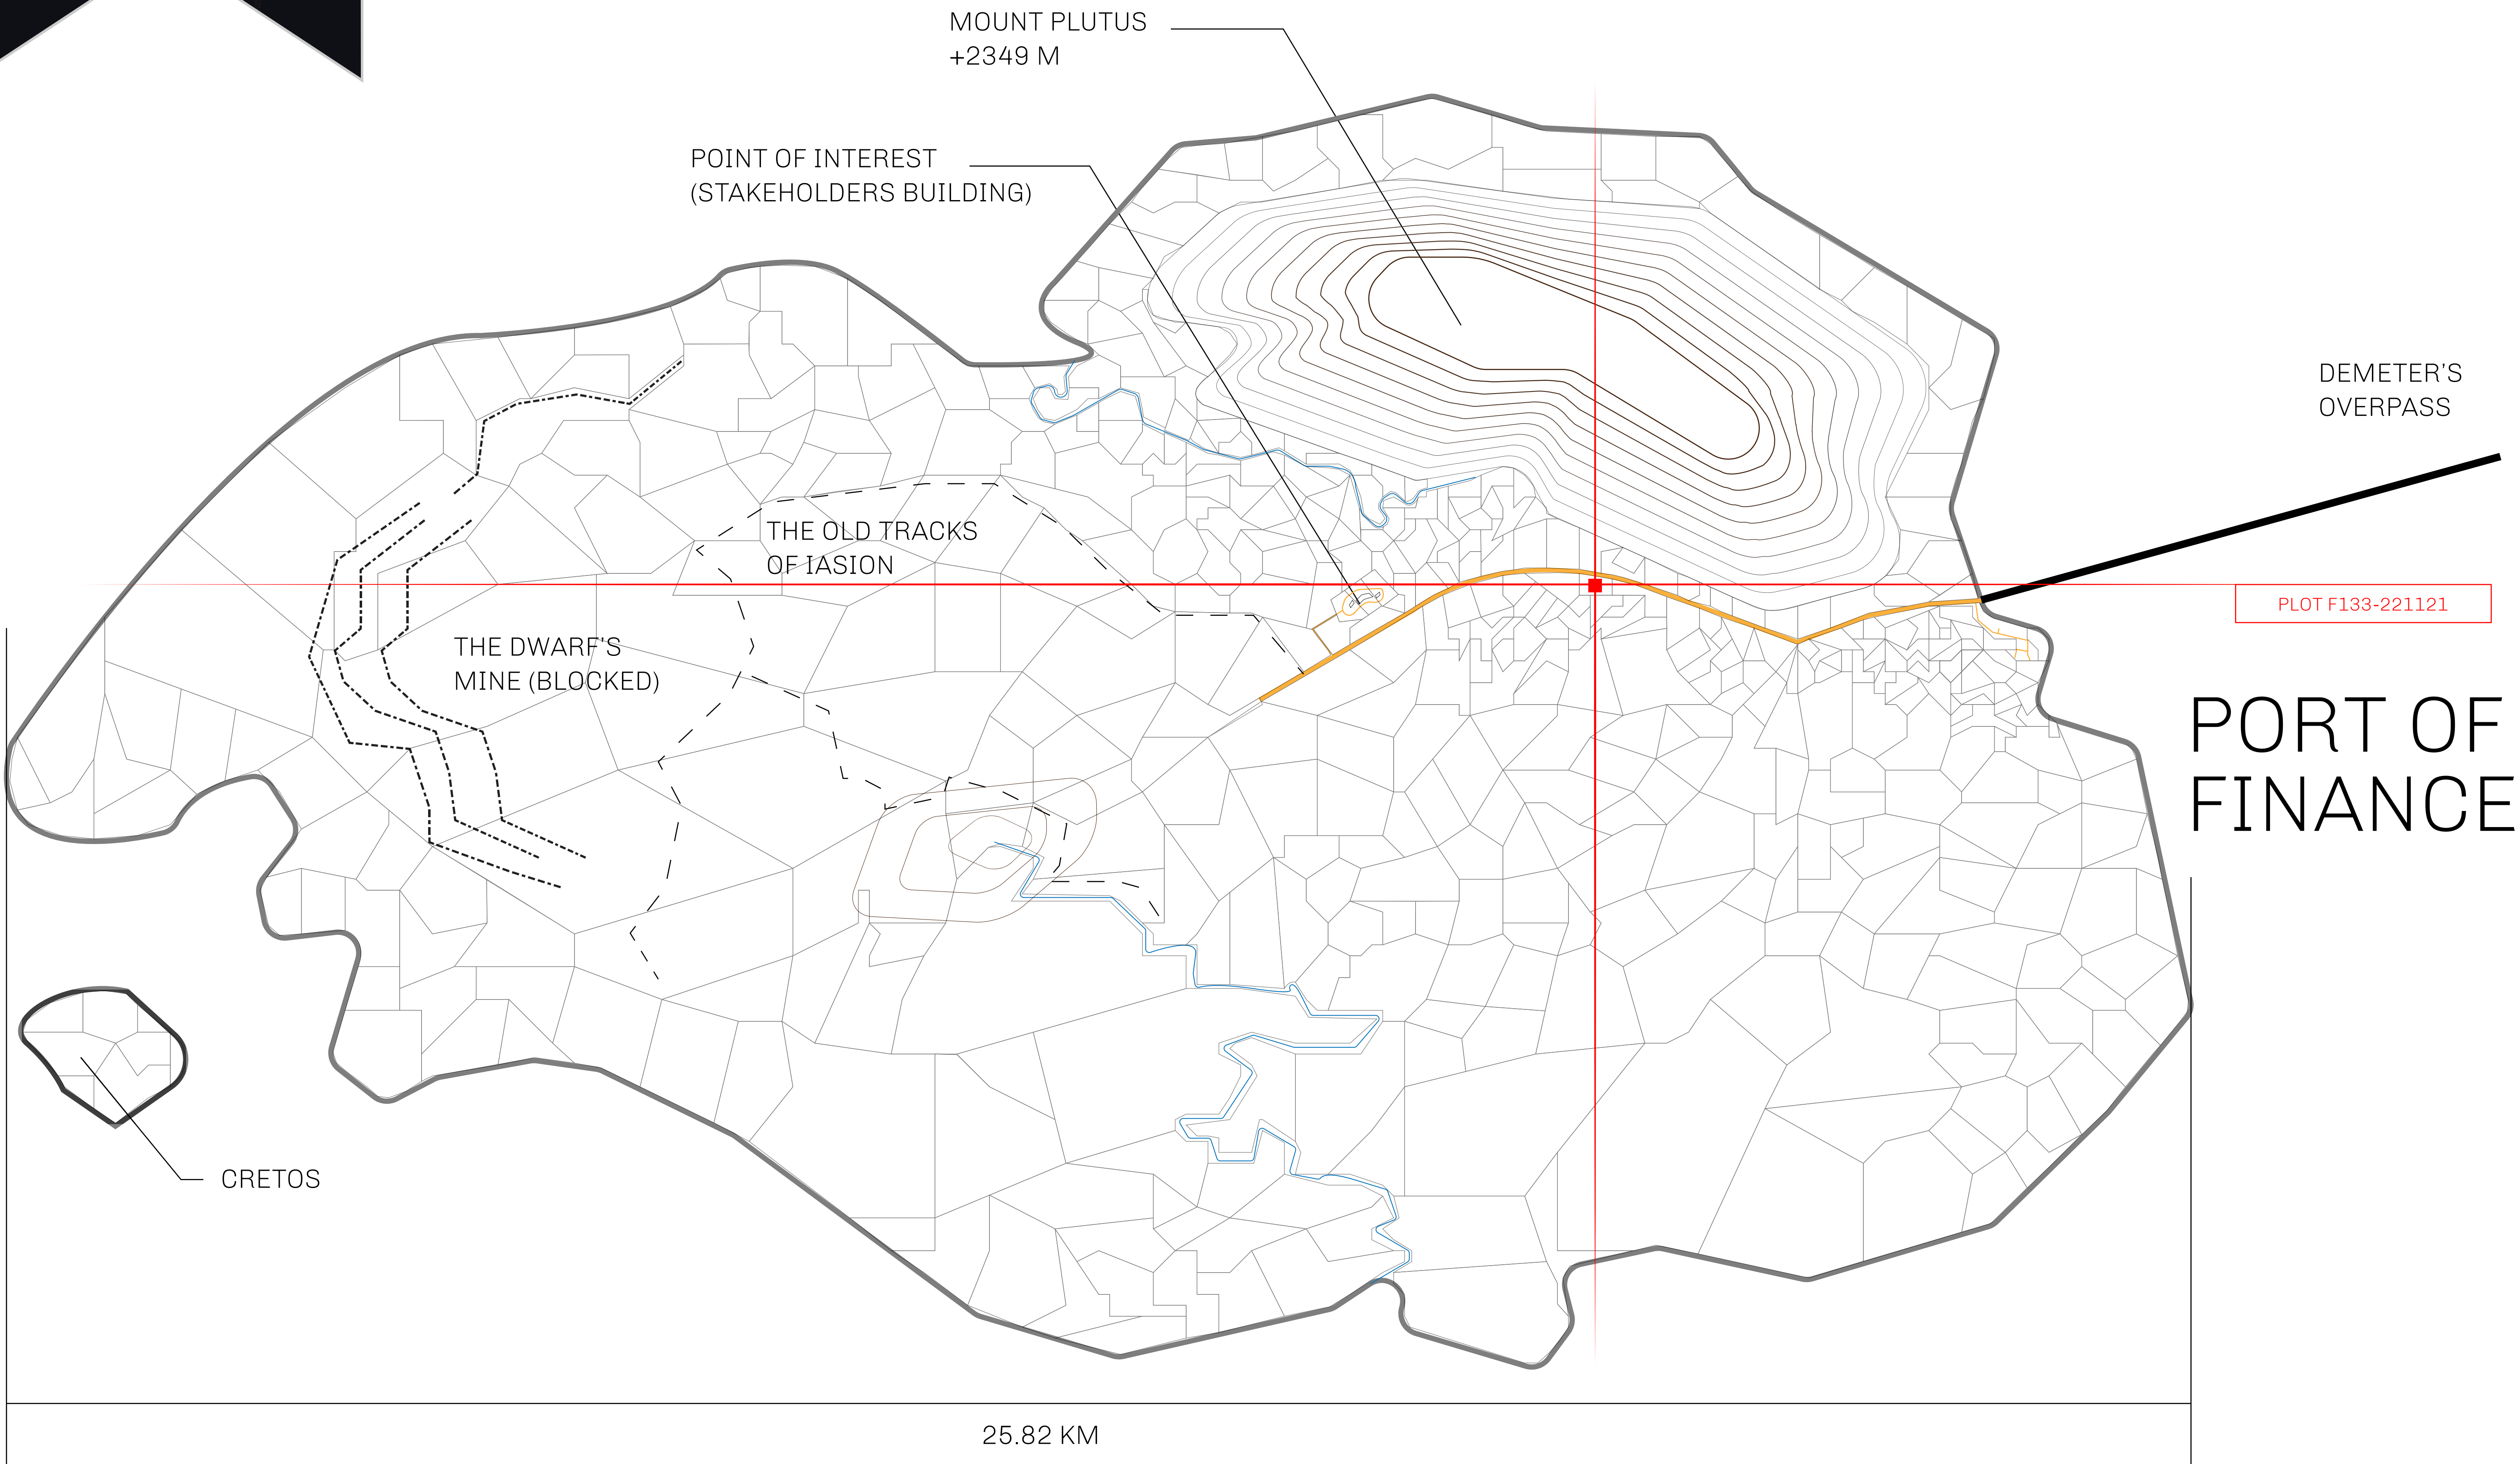 MOUNT PLUTUS
+2349 M
POINT OF INTEREST
(STAKEHOLDERS BUILDING)
DEMETER'S
OVERPASS
THE OLD TRACKS
OF IASION
PLOT F133-221121
THE DWARF'S
MINE (BLOCKED)
PORT OF
FINANCE
CRETOS
25.82 KM